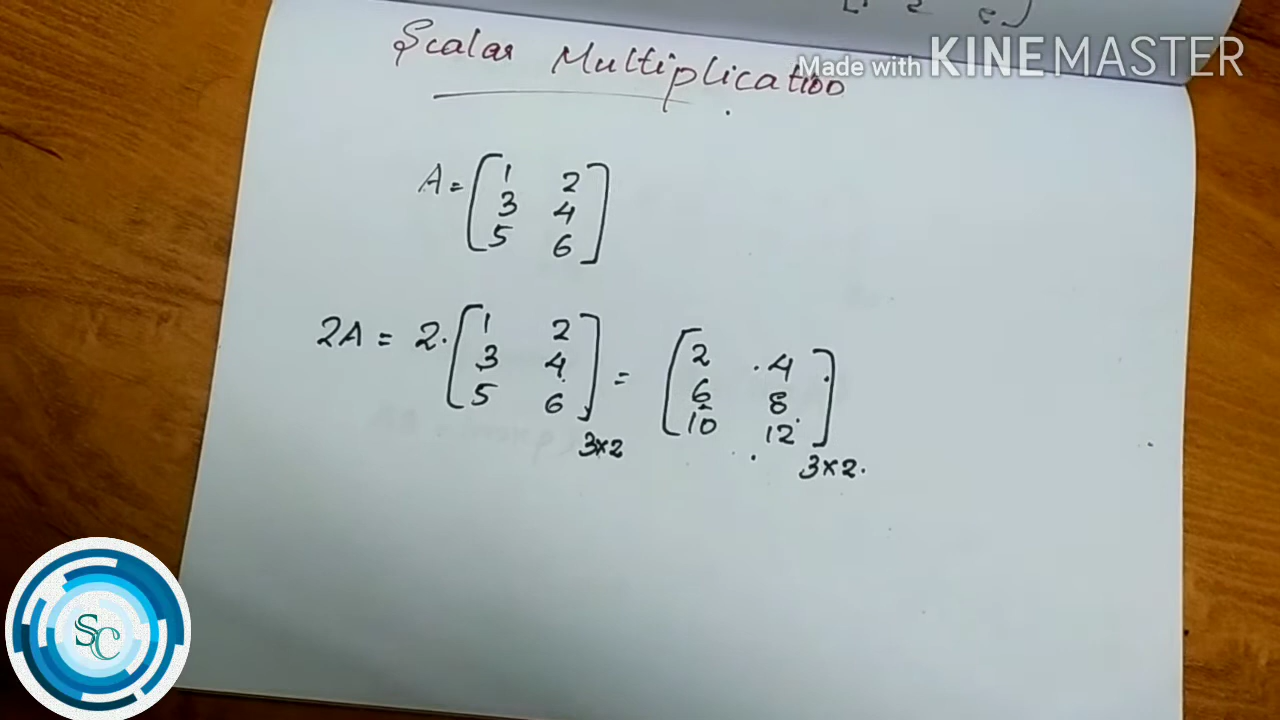 Scalar Multiplication
Made with KINEMASTER
A = [1 2
3 4
5 6]
2A = 2. [1 2
3 4
5 6] 3×2 = [2 4
6 8
10 12] 3×2.
SC